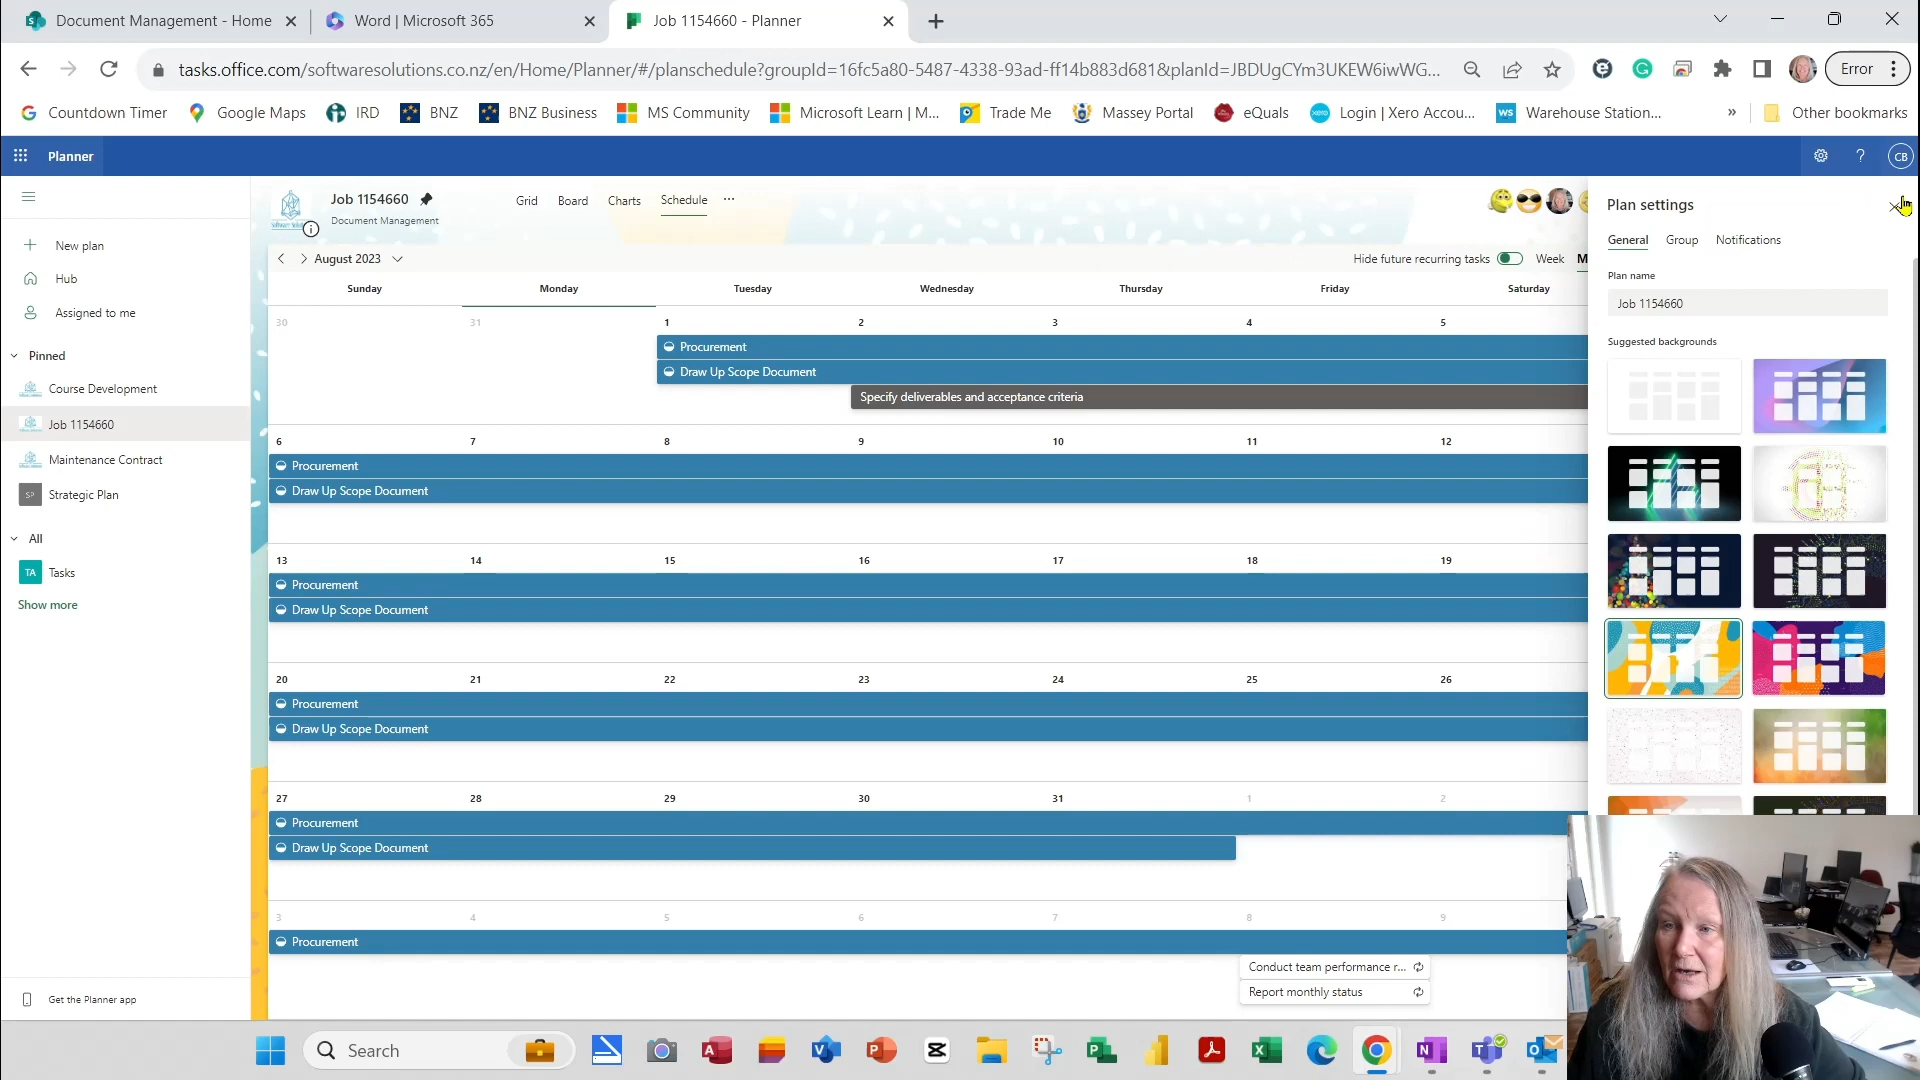 Document Management - Home
Word | Microsoft 365
Job 1154660 - Planner
tasks.office.com/softwaresolutions.co.nz/en/Home/Planner/#/planschedule?groupId=16fc5a80-5487-4338-93ad-ff14b883d681&planId=JBDUgCYm3UKEW6iwWG...
Error
Countdown Timer
Google Maps
IRD
BNZ
BNZ Business
MS Community
Microsoft Learn | M...
Trade Me
Massey Portal
eQuals
Login | Xero Accou...
Warehouse Station...
»
Other bookmarks
Planner
?
CB
New plan
Hub
Assigned to me
Pinned
Course Development
Job 1154660
Maintenance Contract
SP Strategic Plan
All
TA Tasks
Show more
Get the Planner app
Job 1154660
Document Management
Grid
Board
Charts
Schedule
...
August 2023
Hide future recurring tasks
Week
M
Sunday
Monday
Tuesday
Wednesday
Thursday
Friday
Saturday
30 31 1 2 3 4 5
Procurement
Draw Up Scope Document
Specify deliverables and acceptance criteria
6 7 8 9 10 11 12
Procurement
Draw Up Scope Document
13 14 15 16 17 18 19
Procurement
Draw Up Scope Document
20 21 22 23 24 25 26
Procurement
Draw Up Scope Document
27 28 29 30 31 1 2
Procurement
Draw Up Scope Document
3 4 5 6 7 8 9
Procurement
Conduct team performance r...
Report monthly status
Plan settings
General
Group
Notifications
Plan name
Job 1154660
Suggested backgrounds
Search